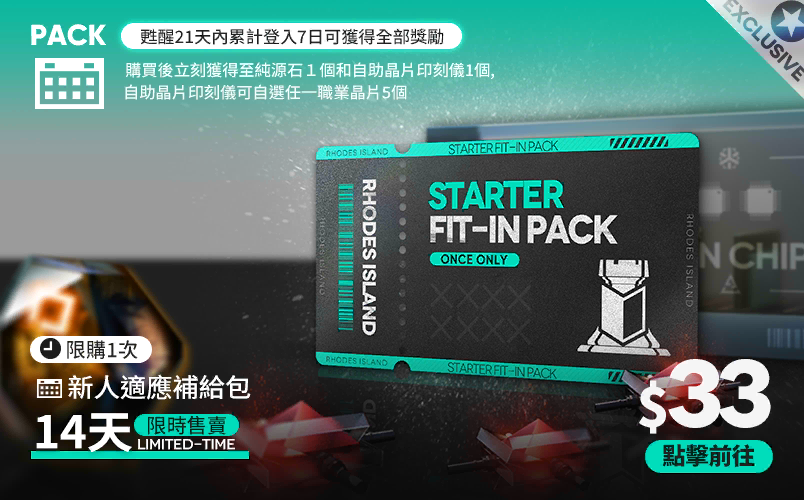 PACK
甦醒21天內累計登入7日可獲得全部獎勵
EXCLUSIVE
購買後立刻獲得至純源石1個和自助晶片印刻儀1個,
自助晶片印刻儀可自選任一職業晶片5個
RHODES ISLAND
STARTER FIT-IN PACK
RHODES ISLAND
RHODES ISLAND
STARTER
FIT-IN PACK
ONCE ONLY
RHODES ISLAND
N CHIP
RHODES ISLAND
STARTER FIT-IN PACK
限購1次
新人適應補給包
14天 限時售賣
LIMITED-TIME
$33
點擊前往